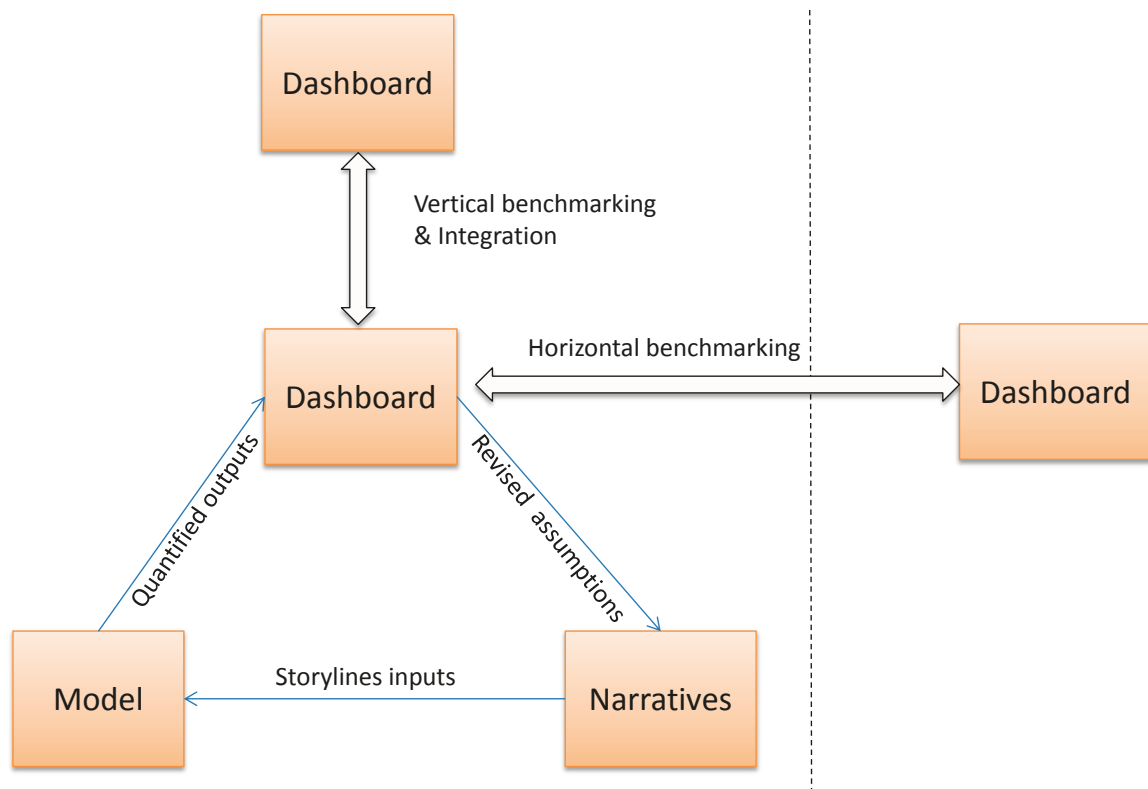 Dashboard
Vertical benchmarking
& Integration
Horizontal benchmarking
Dashboard
Dashboard
Quantified outputs
Revised assumptions
Storylines inputs
Model
Narratives